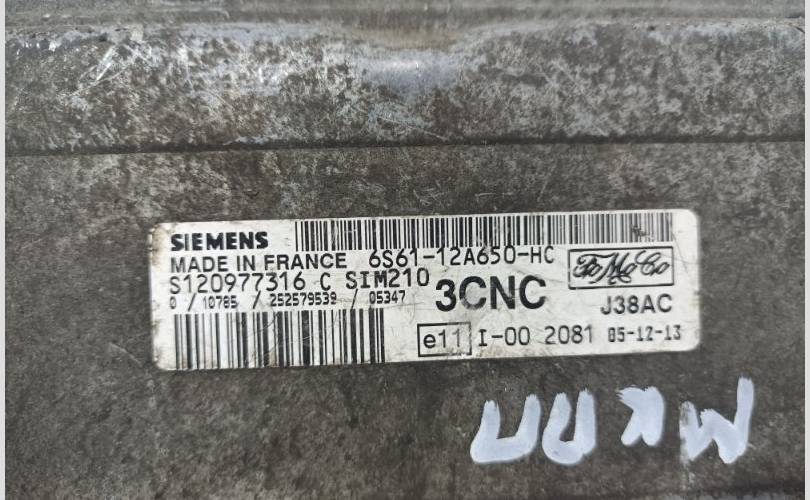 SIEMENS
MADE IN FRANCE 6S61-12A650-HC
FoMoCo
S120977316 C SIM210
0 / 10785 / 252579539 / 05347
3CNC
J38AC
e11 I-00 2081 05-12-13